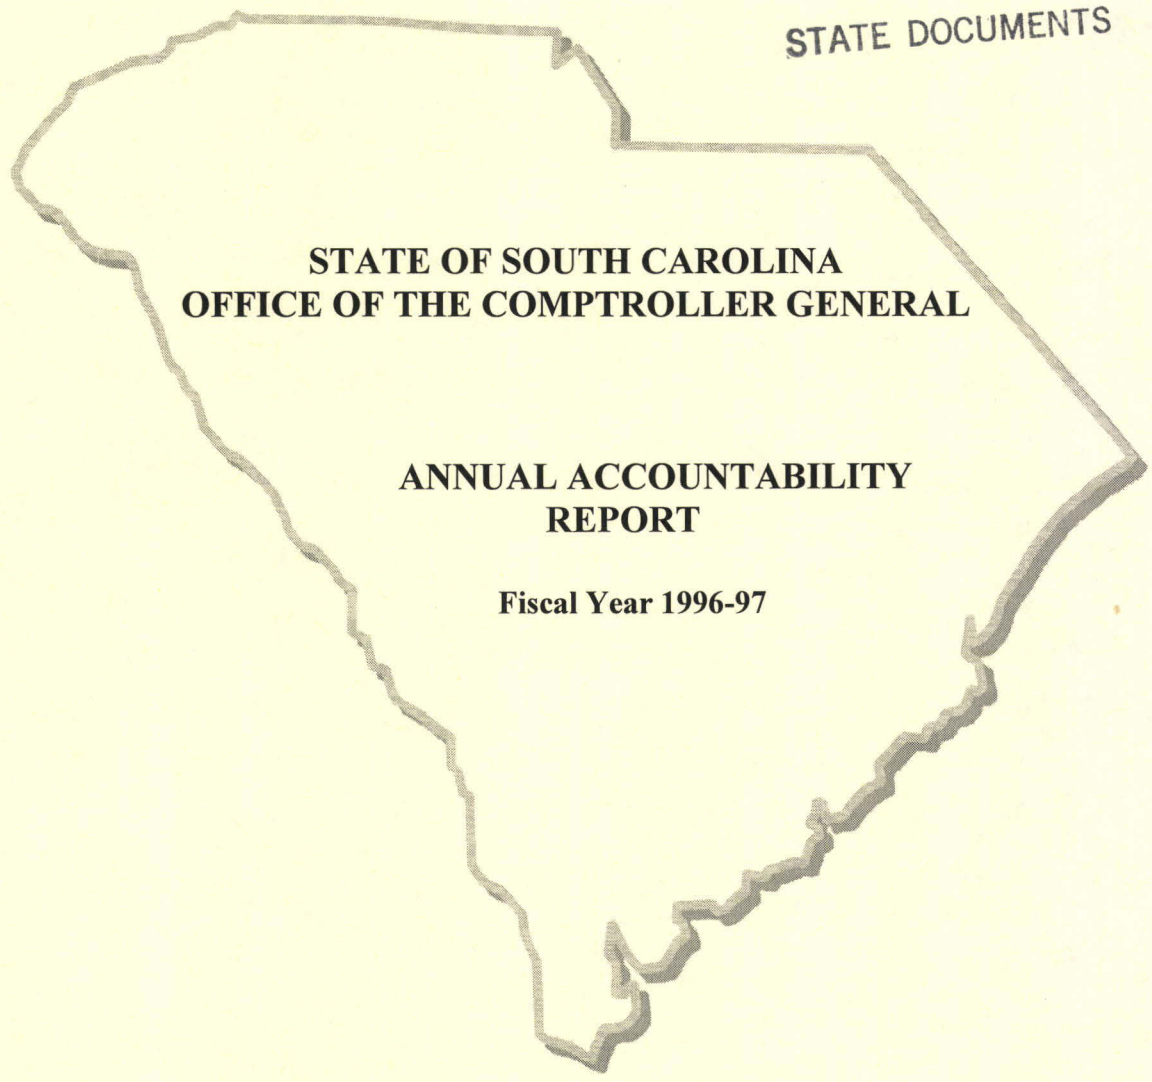 STATE DOCUMENTS
STATE OF SOUTH CAROLINA
OFFICE OF THE COMPTROLLER GENERAL
ANNUAL ACCOUNTABILITY
REPORT
Fiscal Year 1996-97